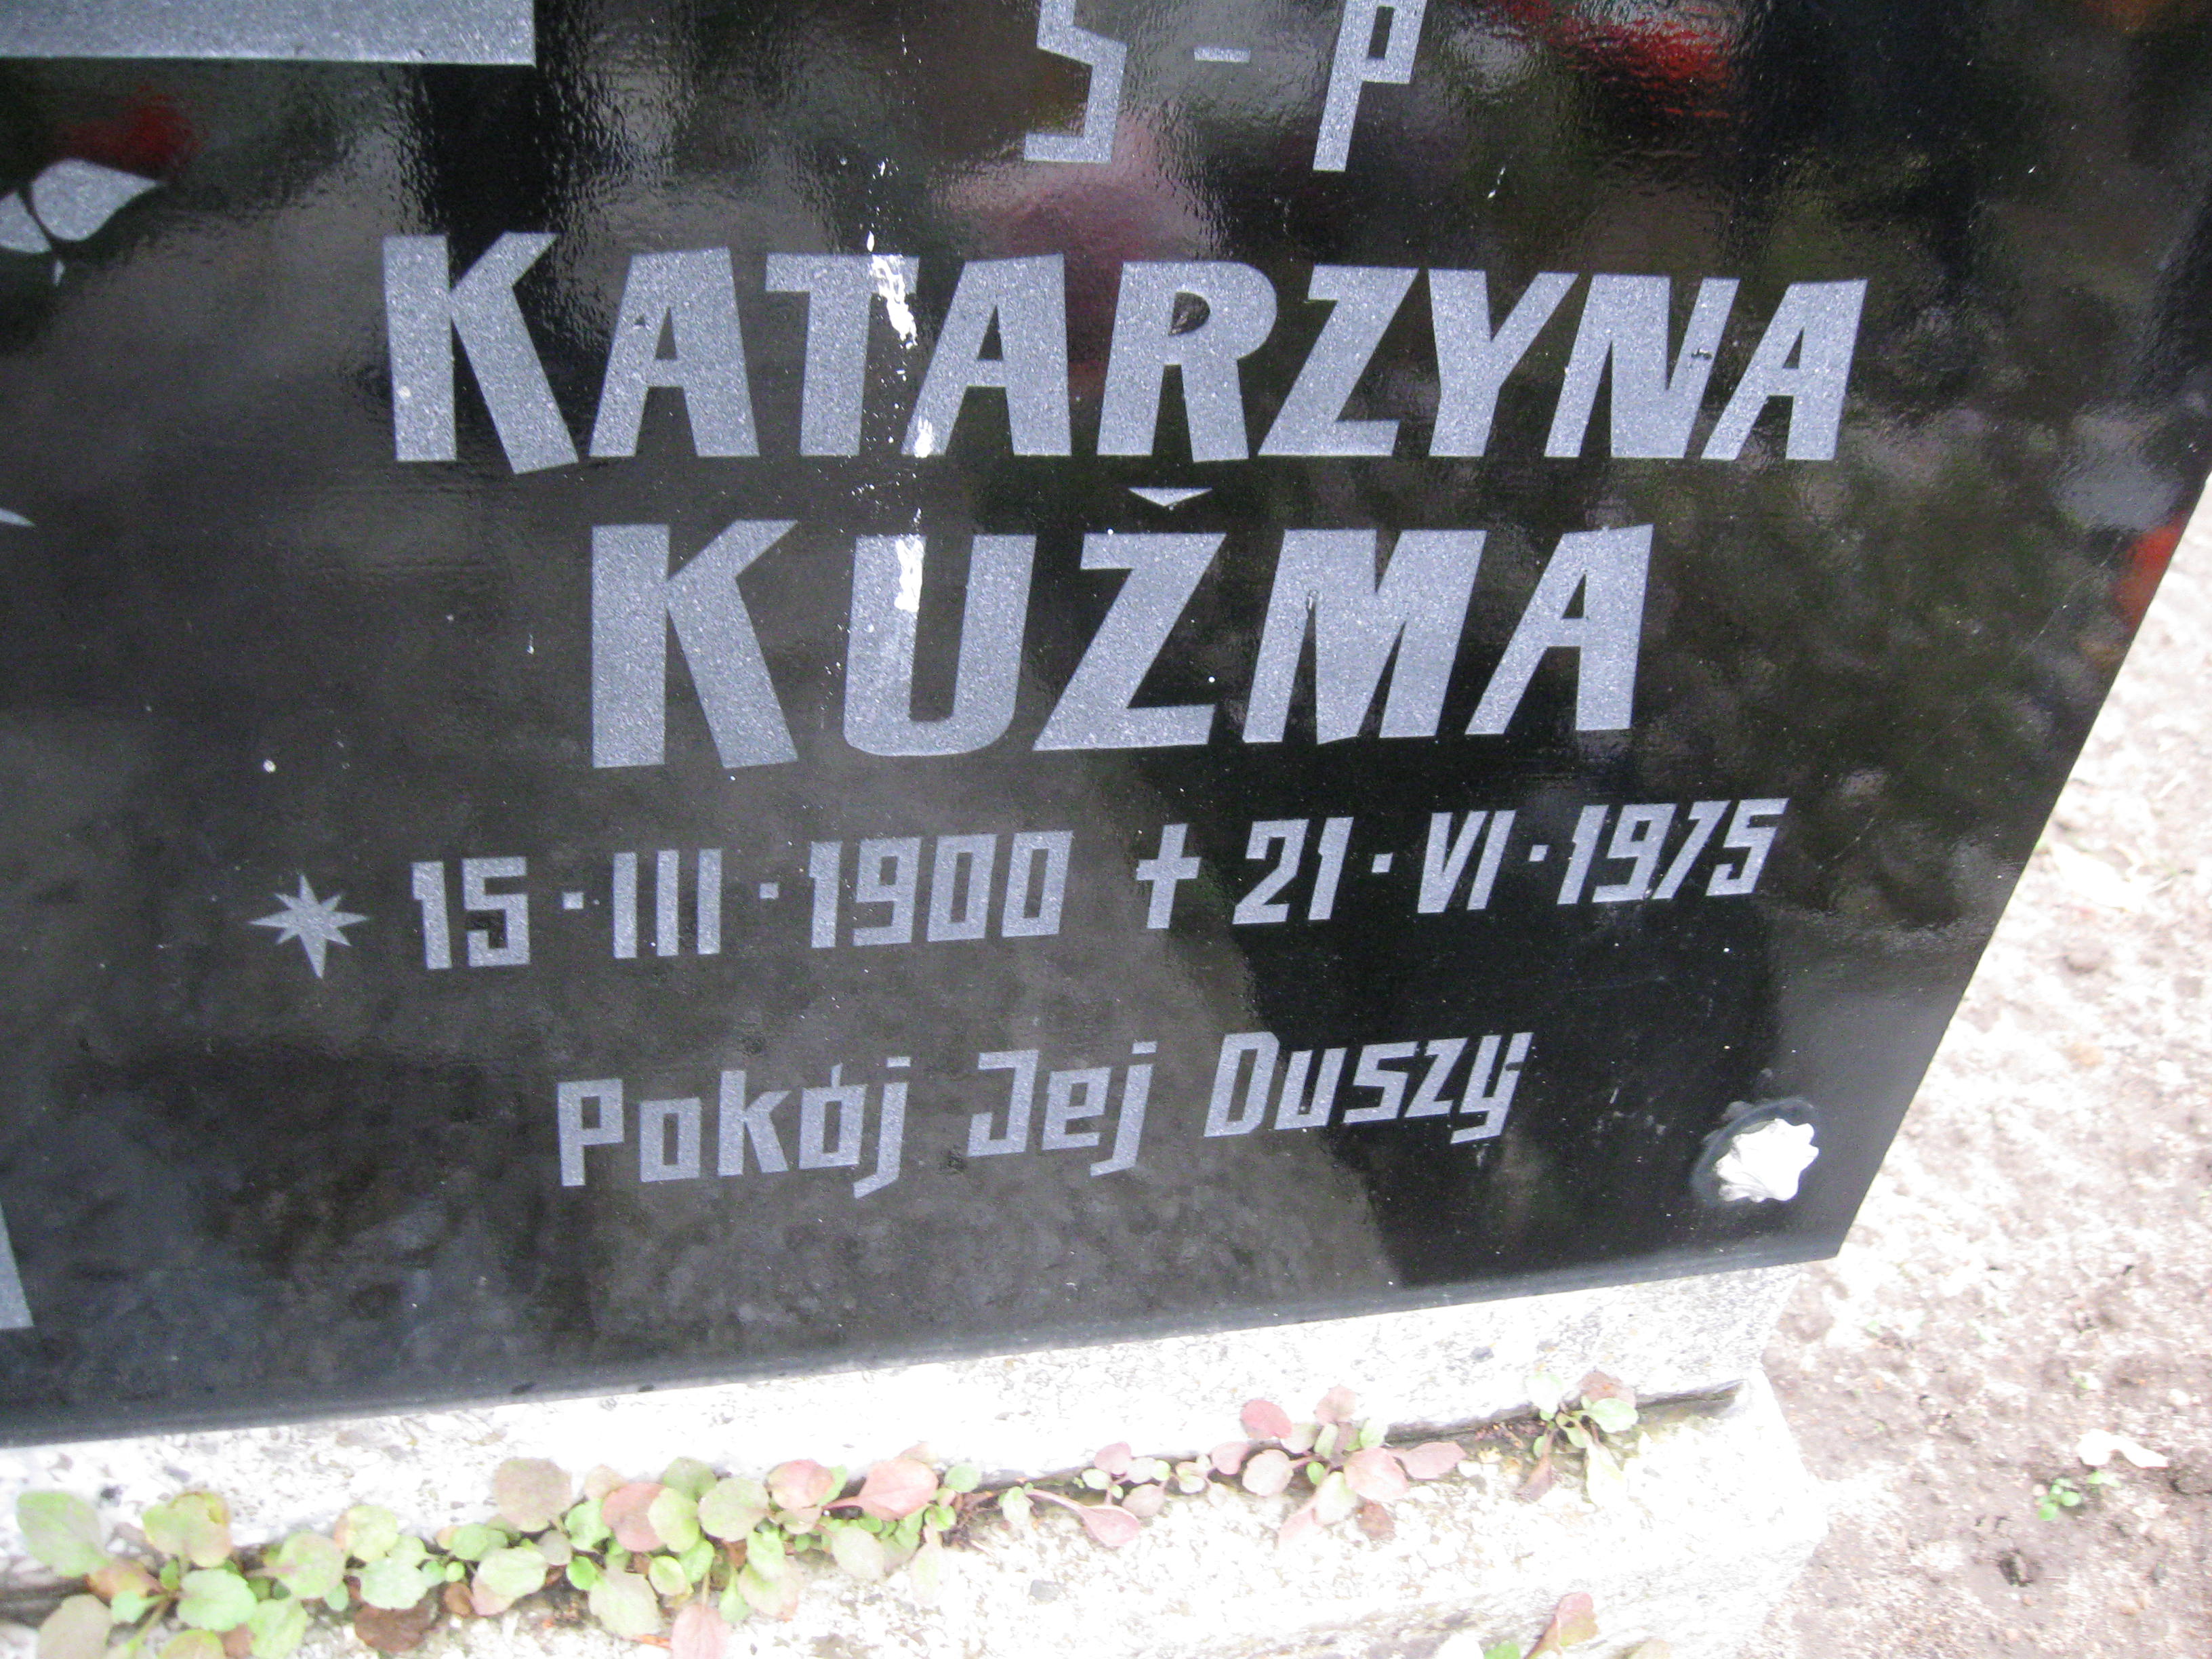 Ś - P
KATARZYNA
KUŽMA
15 · III · 1900 † 21 · VI · 1975
Pokój Jej Duszy